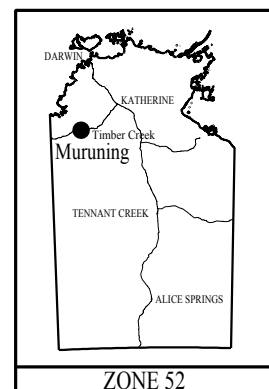 DARWIN
KATHERINE
Timber Creek
Muruning
TENNANT CREEK
ALICE SPRINGS
ZONE 52